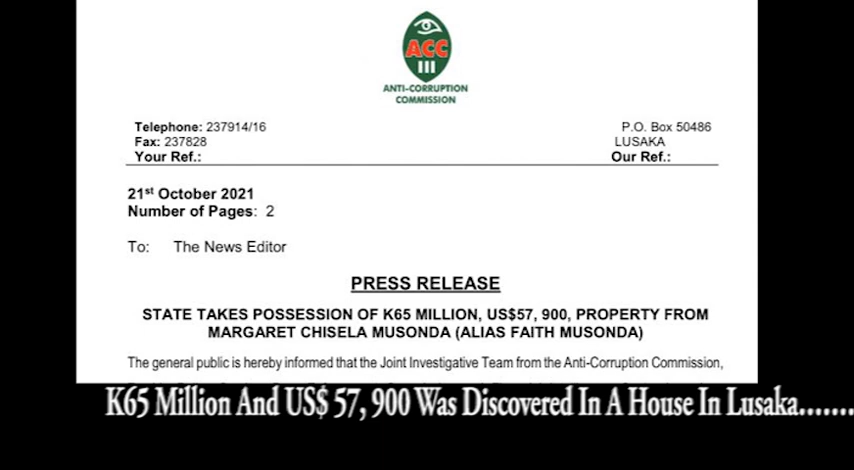 ACC
ANTI-CORRUPTION
COMMISSION
Telephone: 237914/16
P.O. Box 50486
Fax: 237828
LUSAKA
Your Ref.:
Our Ref.:
21st October 2021
Number of Pages: 2
To: The News Editor
PRESS RELEASE
STATE TAKES POSSESSION OF K65 MILLION, US$57, 900, PROPERTY FROM
MARGARET CHISELA MUSONDA (ALIAS FAITH MUSONDA)
The general public is hereby informed that the Joint Investigative Team from the Anti-Corruption Commission,
K65 Million And US$ 57, 900 Was Discovered In A House In Lusaka.......